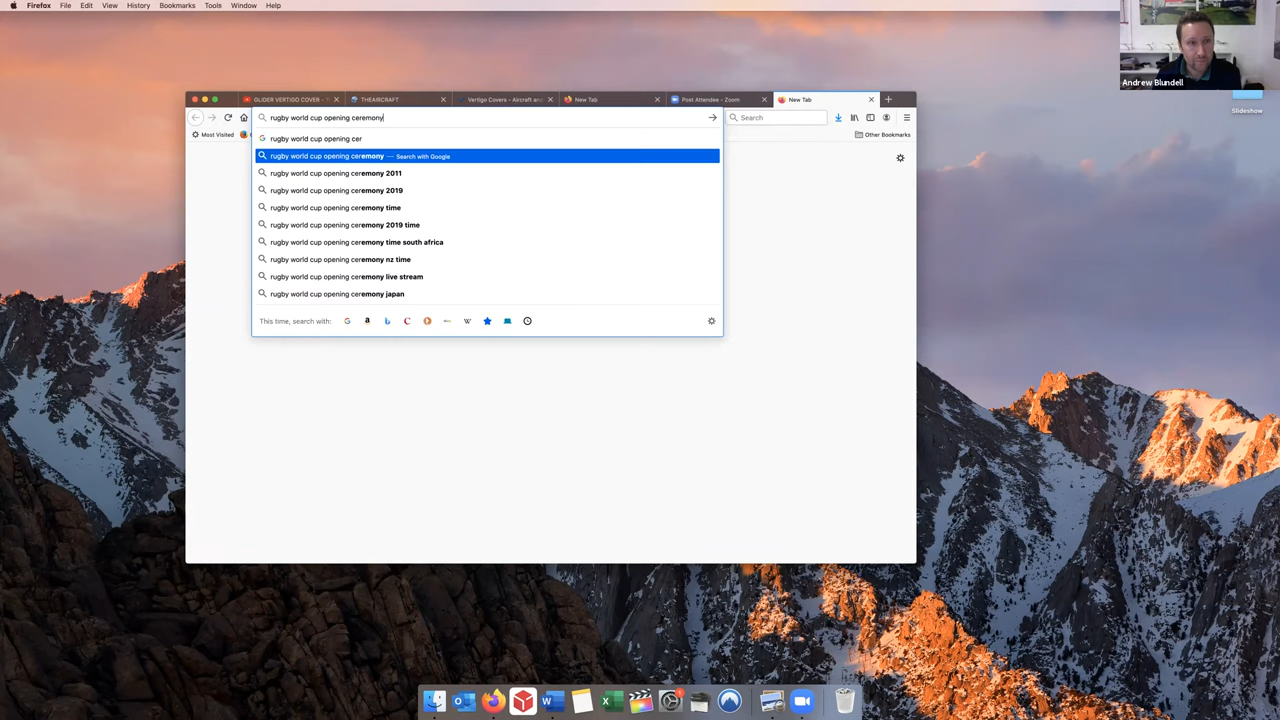 Firefox File Edit View History Bookmarks Tools Window Help
Andrew Blundell
Slideshow
GLIDER VERTIGO COVER -
THEAIRCRAFT
Vertigo Covers - Aircraft and
New Tab
Post Attendee - Zoom
New Tab
rugby world cup opening ceremony
Search
Most Visited
Other Bookmarks
rugby world cup opening cer
rugby world cup opening ceremony — Search with Google
rugby world cup opening ceremony 2011
rugby world cup opening ceremony 2019
rugby world cup opening ceremony time
rugby world cup opening ceremony 2019 time
rugby world cup opening ceremony time south africa
rugby world cup opening ceremony nz time
rugby world cup opening ceremony live stream
rugby world cup opening ceremony japan
This time, search with: